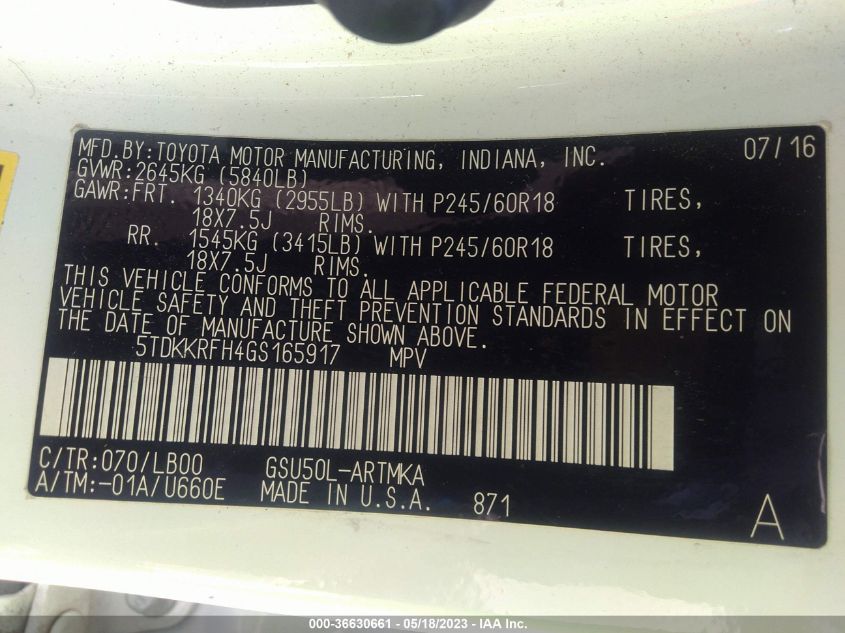 MFD.BY:TOYOTA MOTOR MANUFACTURING, INDIANA, INC. 07/16
GVWR:2645KG (5840LB)
GAWR:FRT. 1340KG (2955LB) WITH P245/60R18 TIRES,
18X7.5J RIMS.
RR. 1545KG (3415LB) WITH P245/60R18 TIRES,
18X7.5J RIMS.
THIS VEHICLE CONFORMS TO ALL APPLICABLE FEDERAL MOTOR
VEHICLE SAFETY AND THEFT PREVENTION STANDARDS IN EFFECT ON
THE DATE OF MANUFACTURE SHOWN ABOVE.
5TDKKRFH4GS165917 MPV
C/TR:070/LB00 GSU50L-ARTMKA
A/TM:-01A/U660E MADE IN U.S.A. 871 A
000-36630661 - 05/18/2023 - IAA Inc.